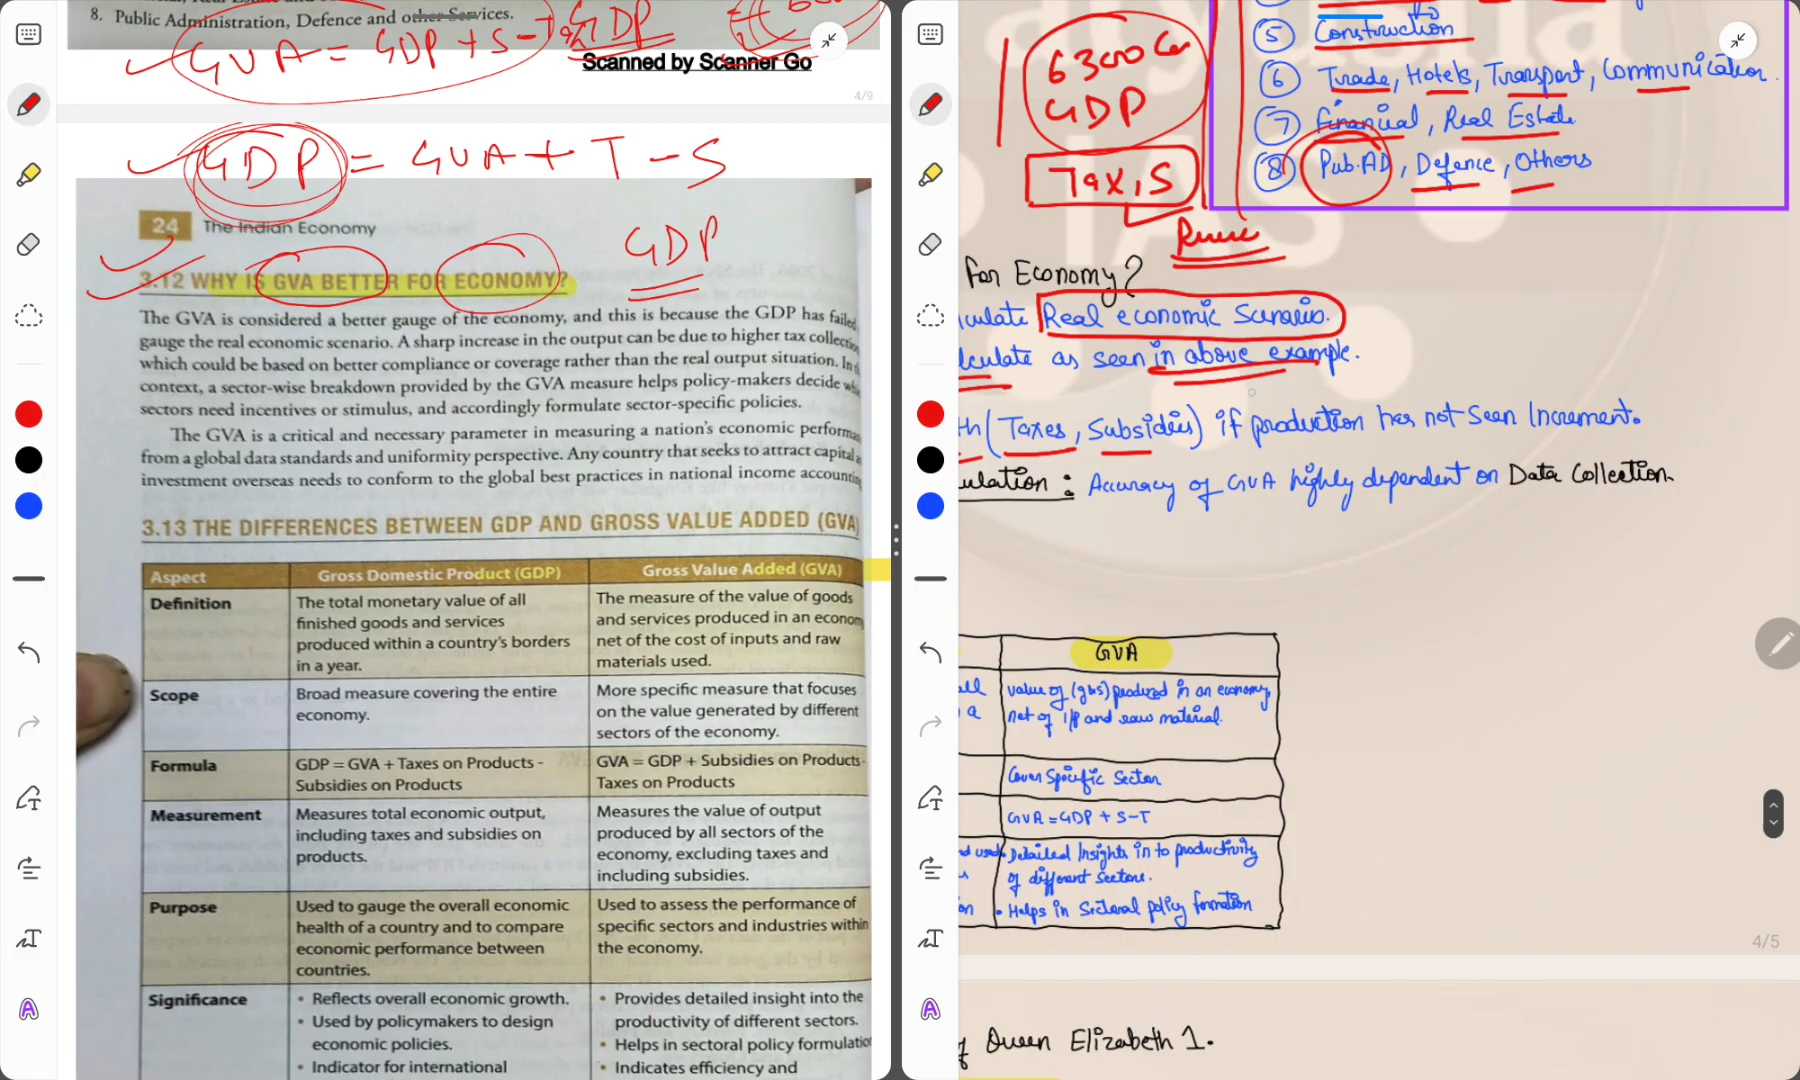 8. Public Administration, Defence and other Services.
GVA = GDP + S - T
GDP
Scanned by Scanner Go
4/9
GDP = GVA + T - S
24 The Indian Economy
GDP
3.12 WHY IS GVA BETTER FOR ECONOMY?
The GVA is considered a better gauge of the economy, and this is because the GDP has failed
gauge the real economic scenario. A sharp increase in the output can be due to higher tax collection
which could be based on better compliance or coverage rather than the real output situation. In
context, a sector-wise breakdown provided by the GVA measure helps policy-makers decide
sectors need incentives or stimulus, and accordingly formulate sector-specific policies.
The GVA is a critical and necessary parameter in measuring a nation's economic performa
from a global data standards and uniformity perspective. Any country that seeks to attract capital
investment overseas needs to conform to the global best practices in national income accounting
3.13 THE DIFFERENCES BETWEEN GDP AND GROSS VALUE ADDED (GVA)
Aspect Gross Domestic Product (GDP) Gross Value Added (GVA)
Definition The total monetary value of all finished goods and services produced within a country's borders in a year. The measure of the value of goods and services produced in an econom net of the cost of inputs and raw materials used.
Scope Broad measure covering the entire economy. More specific measure that focuses on the value generated by different sectors of the economy.
Formula GDP = GVA + Taxes on Products - Subsidies on Products GVA = GDP + Subsidies on Products - Taxes on Products
Measurement Measures total economic output, including taxes and subsidies on products. Measures the value of output produced by all sectors of the economy, excluding taxes and including subsidies.
Purpose Used to gauge the overall economic health of a country and to compare economic performance between countries. Used to assess the performance of specific sectors and industries within the economy.
Significance • Reflects overall economic growth. • Used by policymakers to design economic policies. • Indicator for international • Provides detailed insight into the productivity of different sectors. • Helps in sectoral policy formulation • Indicates efficiency and
6300 Cr
GDP
Tax, S
5 Construction
6 Trade, Hotels, Transport, Communication.
7 Financial, Real Estate
8 Pub.AD, Defence, Others
for Economy?
culate Real economic Scenario.
lculate as seen in above example.
th (Taxes, Subsidies) if production has not seen Increment.
ulation : Accuracy of GVA highly dependent on Data Collection.
GVA
all
a
value of (g&s) produced in an economy
net of I/P and raw material.
Cover Specific Sector
GVA = GDP + S-T
used
• Detailed Insights in to productivity
of different sectors.
on
• Helps in Sectoral policy formation
4/5
of Queen Elizabeth 1.